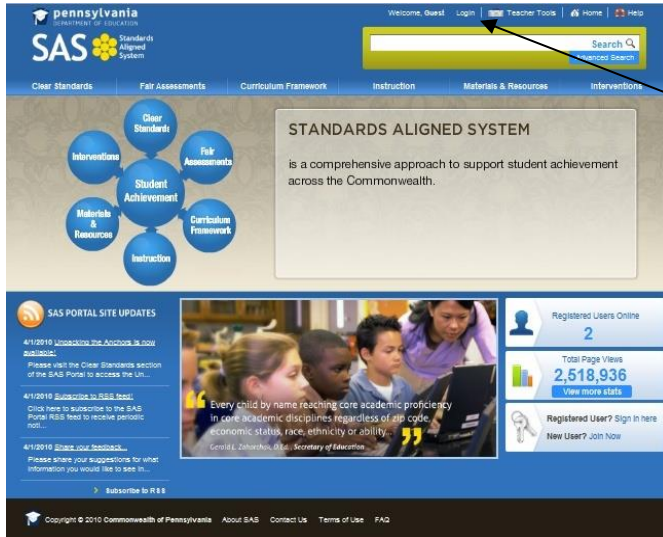 pennsylvania
DEPARTMENT OF EDUCATION
Welcome, Guest Login Teacher Tools Home Help
SAS Standards Aligned System
Search
Advanced Search
Clear Standards Fair Assessments Curriculum Framework Instruction Materials & Resources Interventions
Clear Standards
Fair Assessments
Curriculum Framework
Instruction
Materials & Resources
Interventions
Student Achievement
STANDARDS ALIGNED SYSTEM
is a comprehensive approach to support student achievement
across the Commonwealth.
SAS PORTAL SITE UPDATES
4/1/2010 Unpacking the Anchors is now
available!
Please visit the Clear Standards section
of the SAS Portal to access the Un...
4/1/2010 Subscribe to RSS feed!
Click here to subscribe to the SAS
Portal RSS feed to receive periodic
noti...
4/1/2010 Share your feedback...
Please share your suggestions for what
information you would like to see in...
Subscribe to RSS
Every child by name reaching core academic proficiency
in core academic disciplines regardless of zip code,
economic status, race, ethnicity or ability...
Gerald L. Zahorchak, D.Ed., Secretary of Education
Registered Users Online
2
Total Page Views
2,518,936
View more stats
Registered User? Sign in here
New User? Join Now
Copyright © 2010 Commonwealth of Pennsylvania About SAS Contact Us Terms of Use FAQ